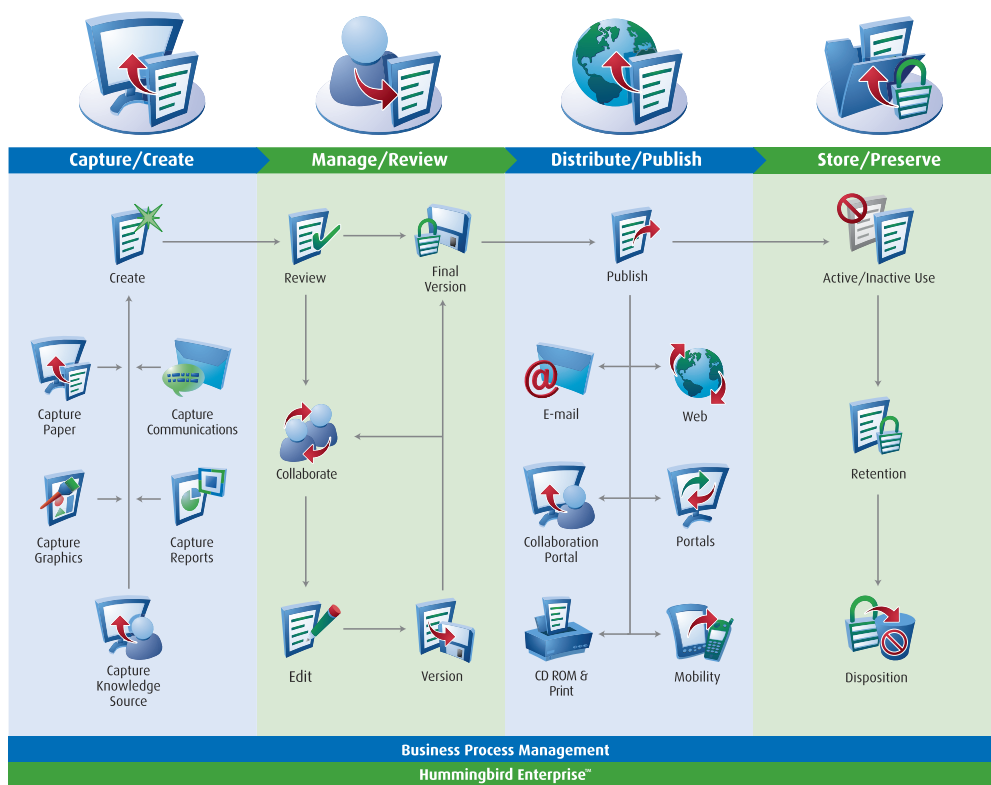 Capture/Create
Manage/Review
Distribute/Publish
Store/Preserve
Create
Review
Final
Version
Publish
Active/Inactive Use
Capture
Paper
Capture
Communications
E-mail
Web
Collaborate
Retention
Capture
Graphics
Capture
Reports
Collaboration
Portal
Portals
Capture
Knowledge
Source
Edit
Version
CD ROM &
Print
Mobility
Disposition
Business Process Management
Hummingbird Enterprise™